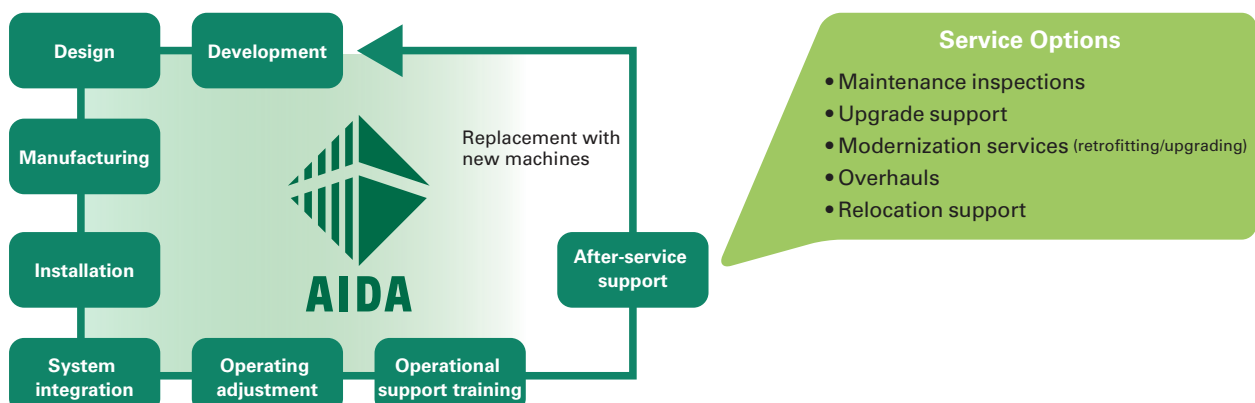 Design
Development
Manufacturing
Installation
System
integration
Operating
adjustment
Operational
support training
After-service
support
Replacement with
new machines
AIDA
Service Options
• Maintenance inspections
• Upgrade support
• Modernization services (retrofitting/upgrading)
• Overhauls
• Relocation support